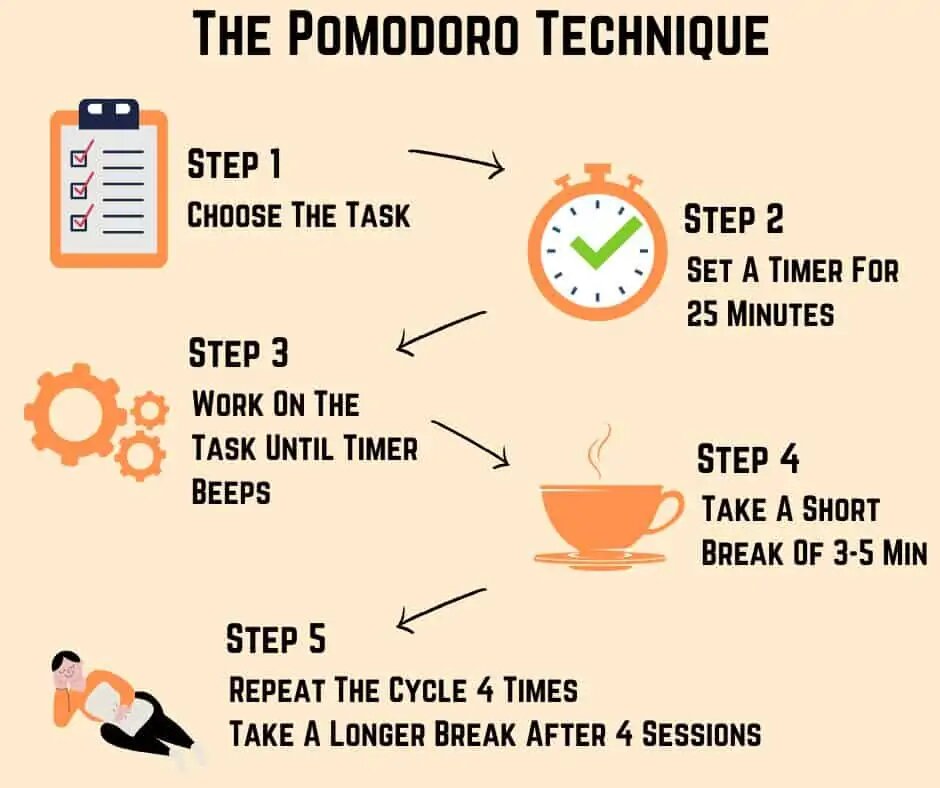 The Pomodoro Technique
Step 1
Choose The Task
Step 2
Set A Timer For
25 Minutes
Step 3
Work On The
Task Until Timer
Beeps
Step 4
Take A Short
Break Of 3-5 Min
Step 5
Repeat The Cycle 4 Times
Take A Longer Break After 4 Sessions